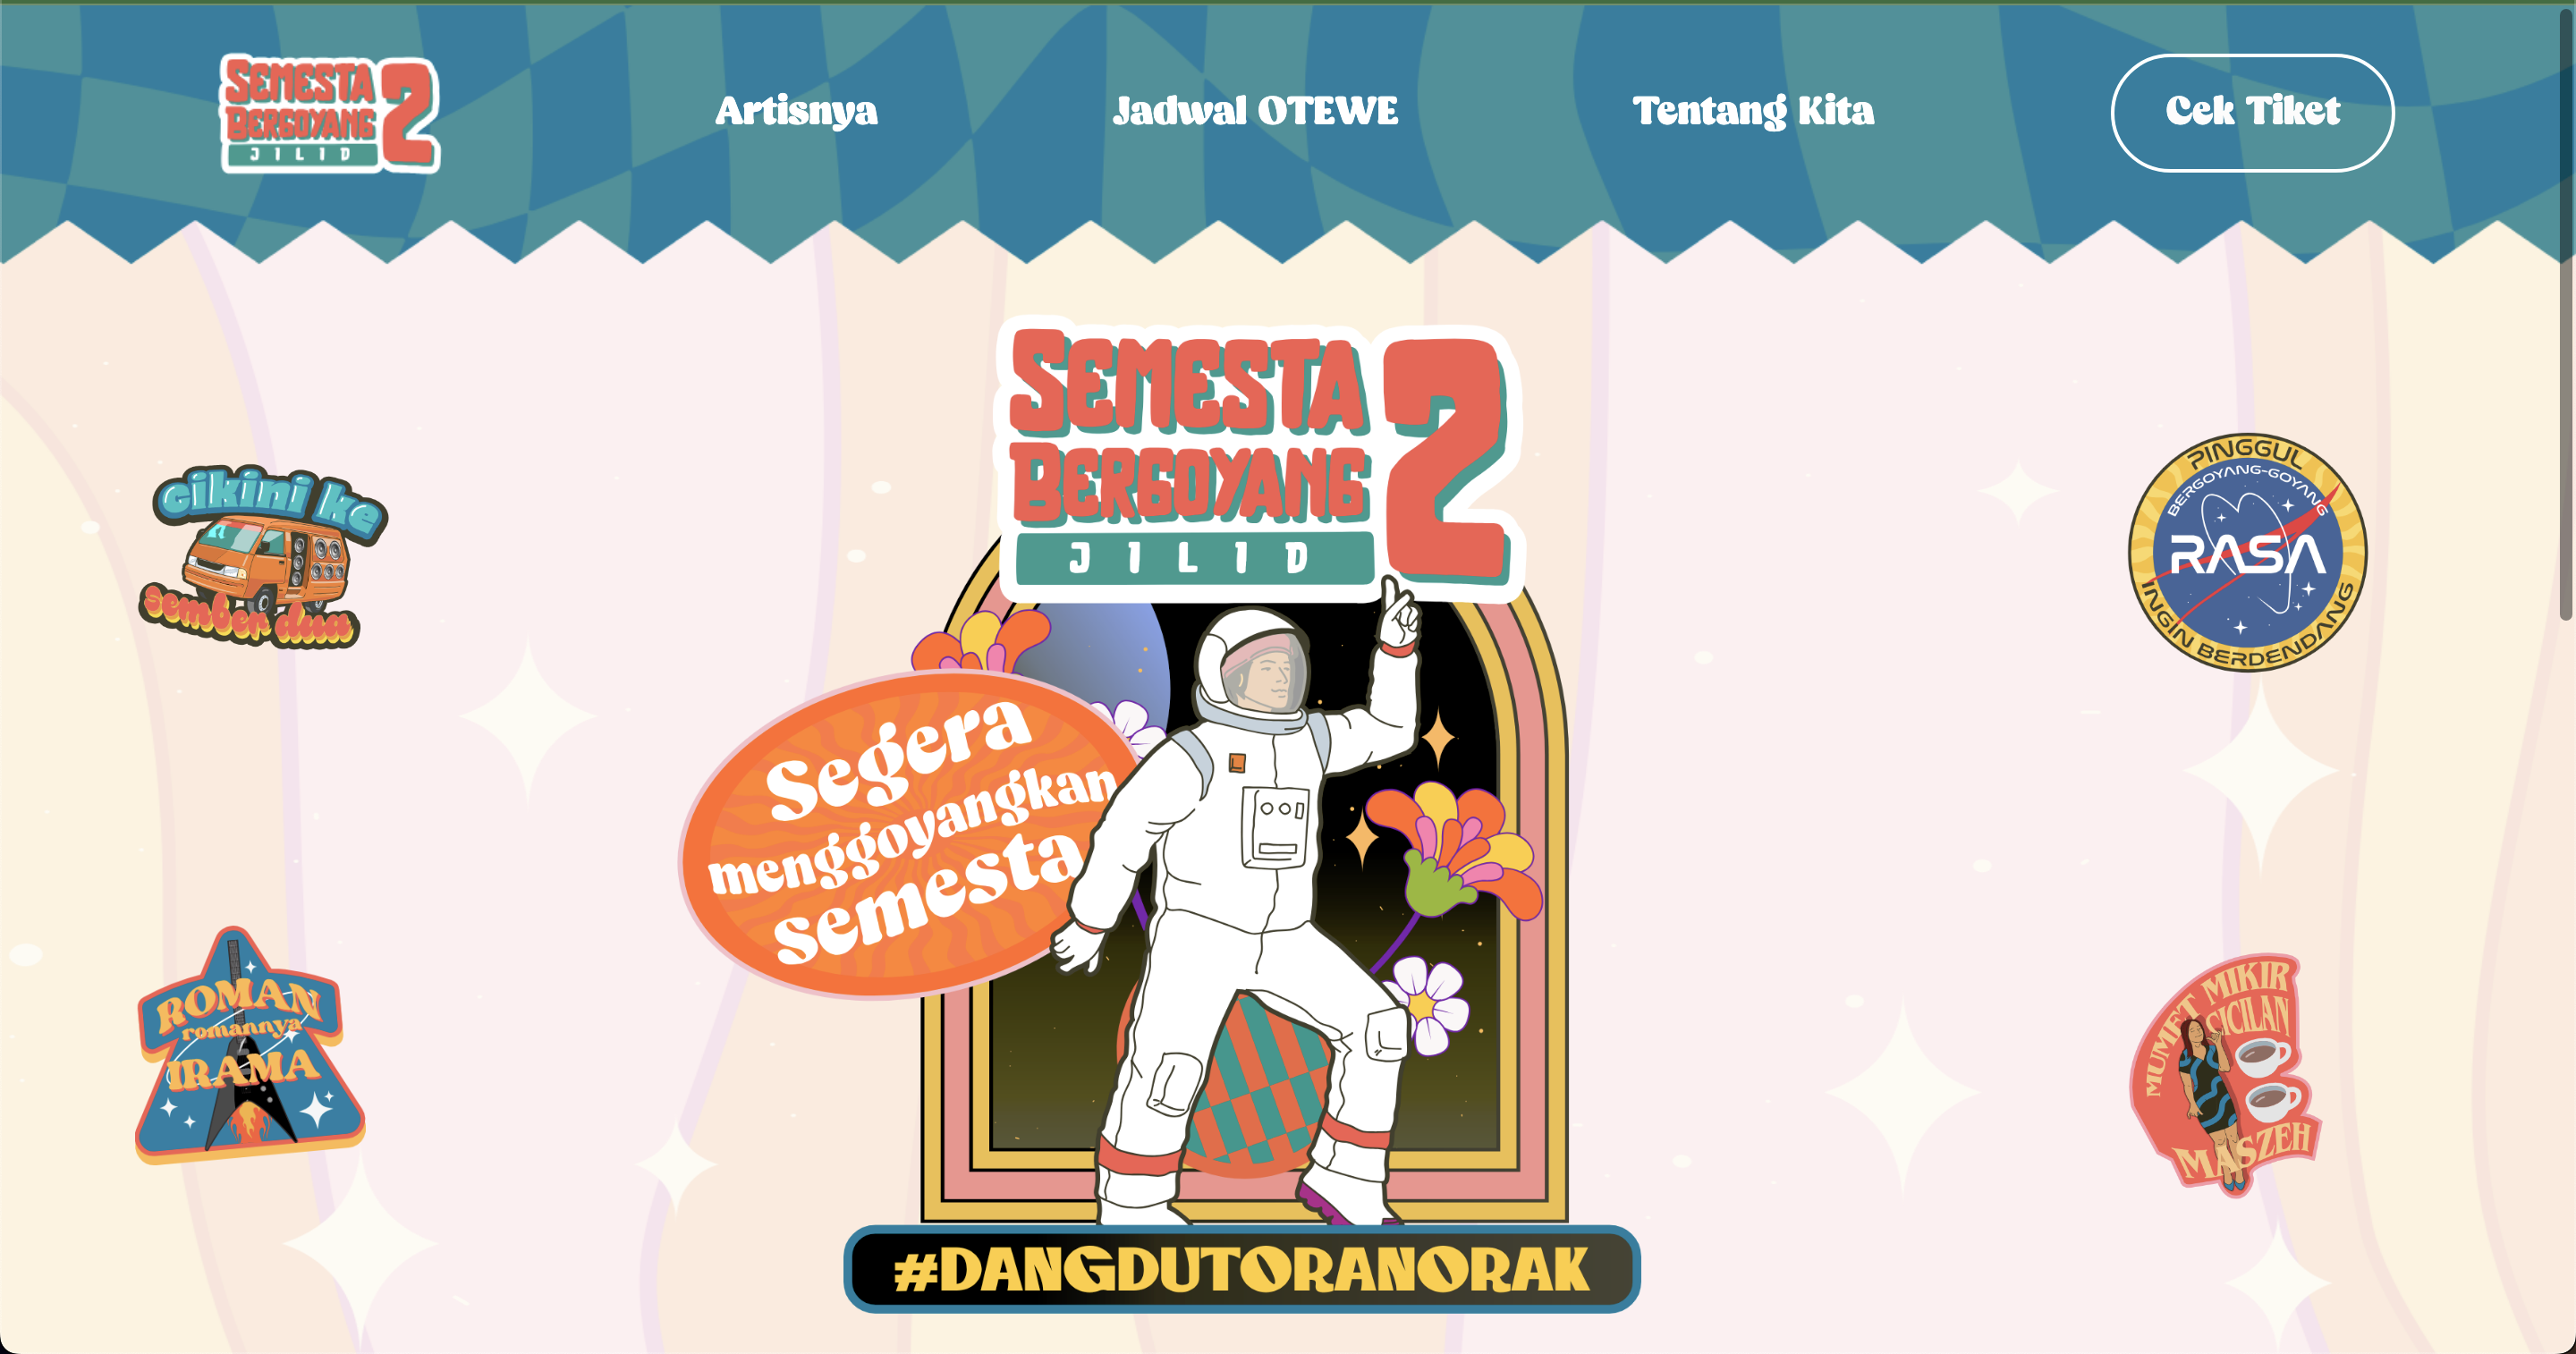 SEMESTA
BERGOYANG 2
JILID
Artisnya
Jadwal OTEWE
Tentang Kita
Cek Tiket
SEMESTA
BERGOYANG 2
JILID
cikini ke
sember dua
PINGGUL
BERGOYANG-GOYANG
RASA
INGIN BERDENDANG
Segera
menggoyangkan
semesta
ROMAN
romannya
IRAMA
MUMET MIKIR
CICILAN
MASZEH
#DANGDUTORANORAK